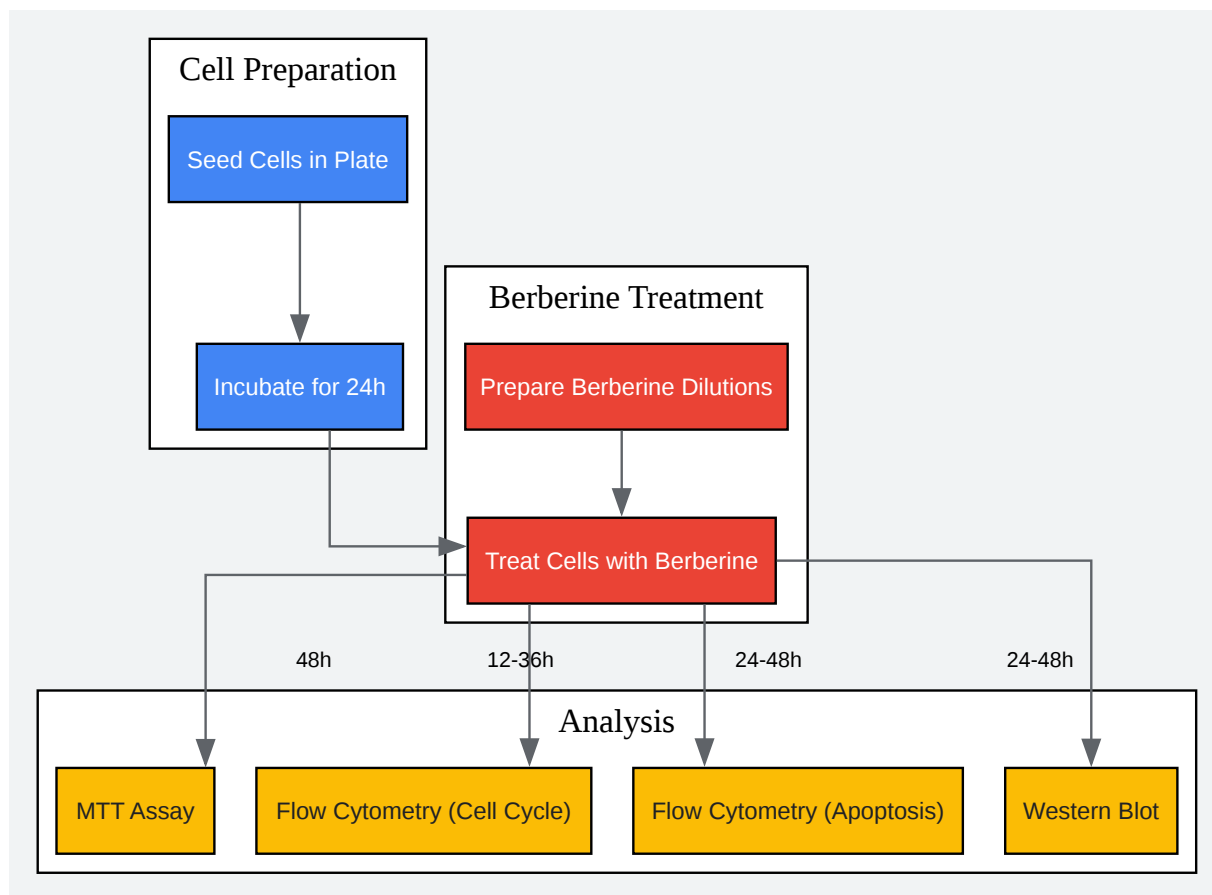 Cell Preparation
Seed Cells in Plate
Incubate for 24h
Berberine Treatment
Prepare Berberine Dilutions
Treat Cells with Berberine
48h
12-36h
24-48h
24-48h
Analysis
MTT Assay
Flow Cytometry (Cell Cycle)
Flow Cytometry (Apoptosis)
Western Blot